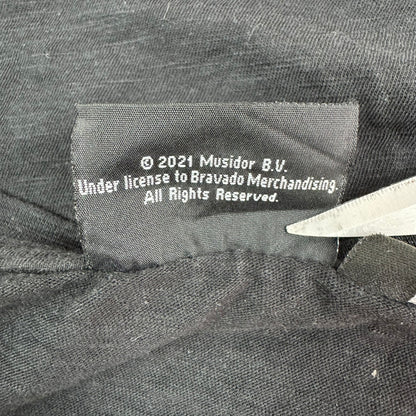 © 2021 Musidor B.V.
Under license to Bravado Merchandising.
All Rights Reserved.